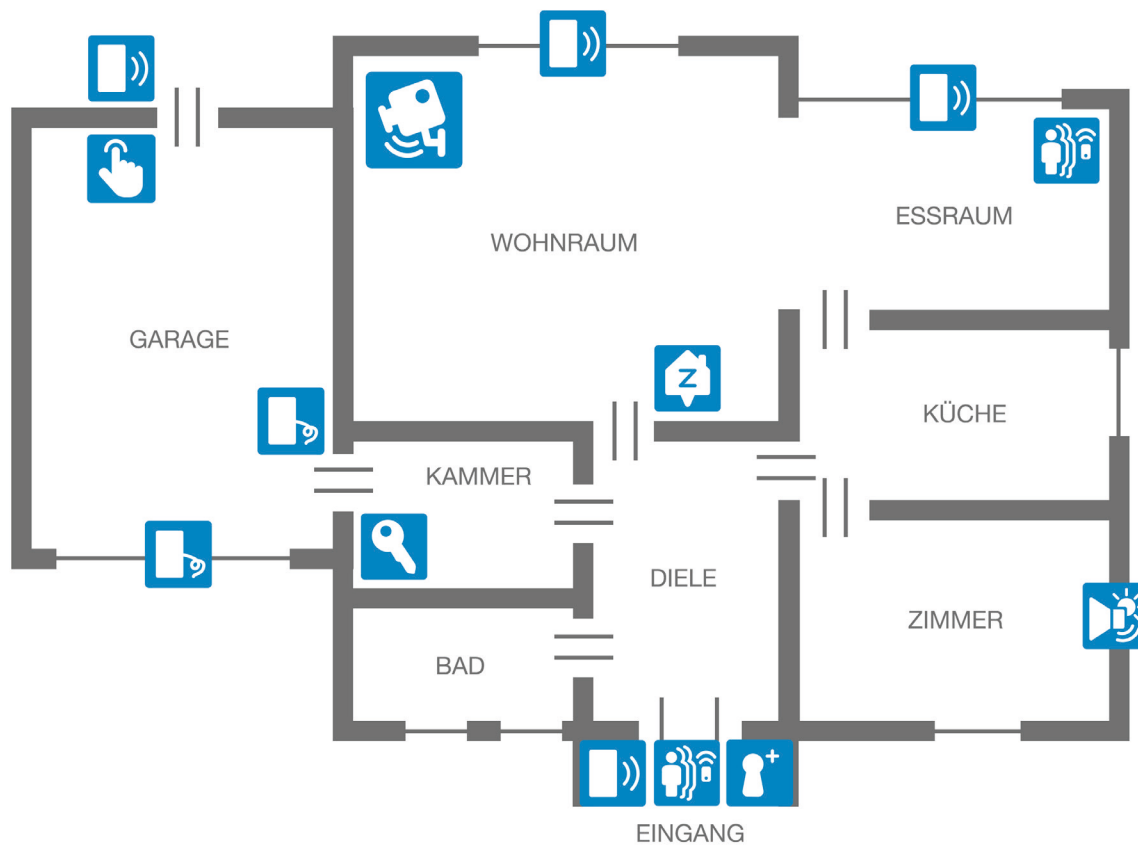 ESSRAUM
WOHNRAUM
GARAGE
Z
KÜCHE
KAMMER
DIELE
ZIMMER
BAD
EINGANG